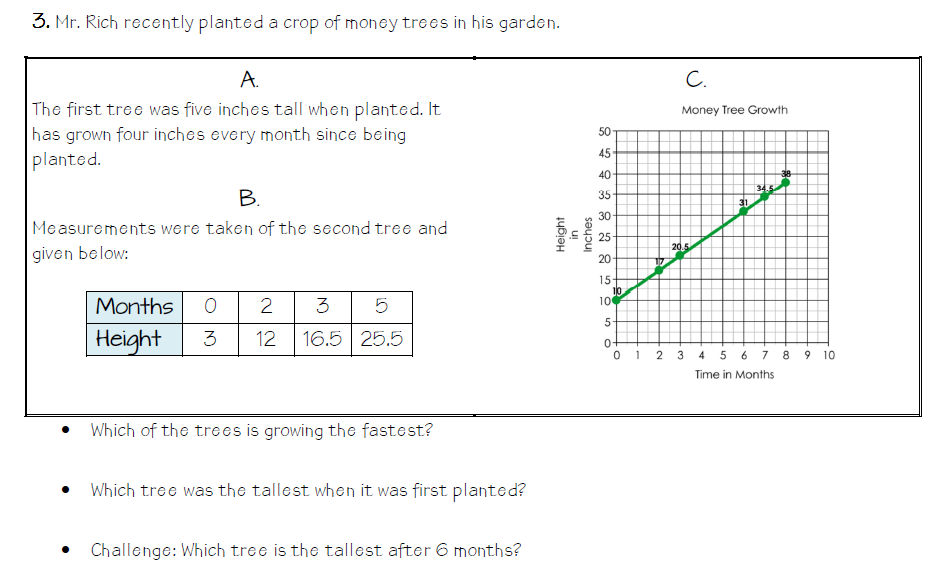 3. Mr. Rich recently planted a crop of money trees in his garden.
A.
The first tree was five inches tall when planted. It
has grown four inches every month since being
planted.
B.
Measurements were taken of the second tree and
given below:
Months 0 2 3 5
Height 3 12 16.5 25.5
C.
Money Tree Growth
Height
in
Inches
50
45
40
35
30
25
20
15
10
5
0
10
17
20.5
31
34.5
38
0 1 2 3 4 5 6 7 8 9 10
Time in Months
• Which of the trees is growing the fastest?
• Which tree was the tallest when it was first planted?
• Challenge: Which tree is the tallest after 6 months?